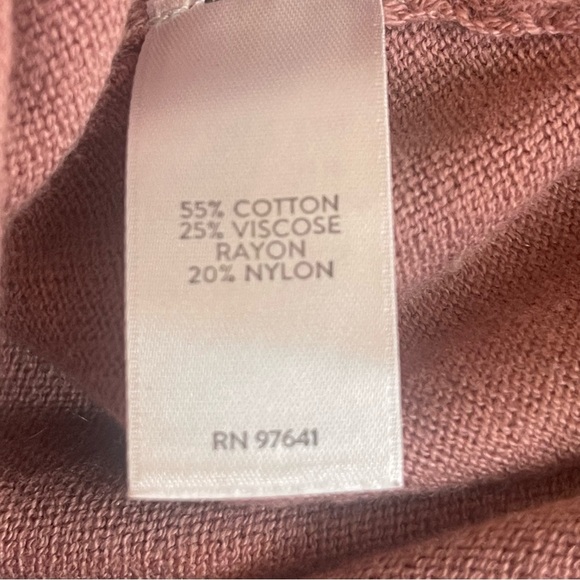 55% COTTON
25% VISCOSE
RAYON
20% NYLON
RN 97641